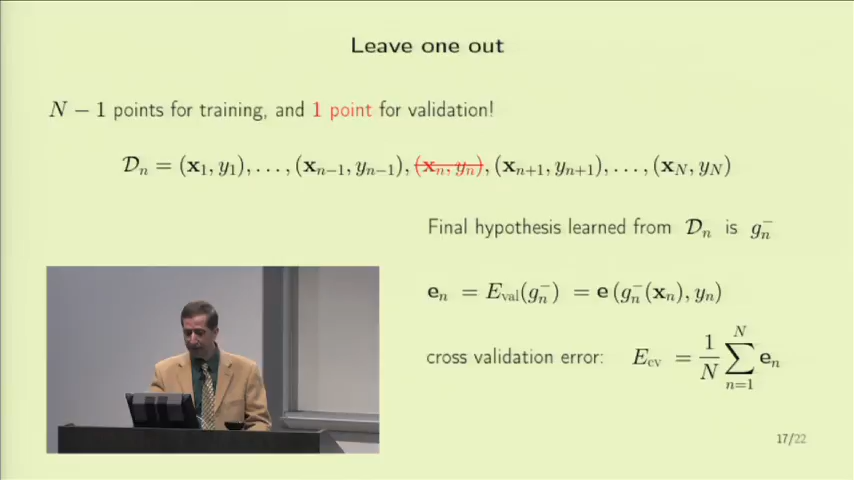 Leave one out
N − 1 points for training, and 1 point for validation!
𝒟ₙ = (x₁, y₁), . . . , (xₙ₋₁, yₙ₋₁), (xₙ, yₙ), (xₙ₊₁, yₙ₊₁), . . . , (x_N, y_N)
Final hypothesis learned from 𝒟ₙ is gₙ⁻
eₙ = E_val(gₙ⁻) = e (gₙ⁻(xₙ), yₙ)
cross validation error: E_cv = 1/N ∑_{n=1}^{N} eₙ
17/22